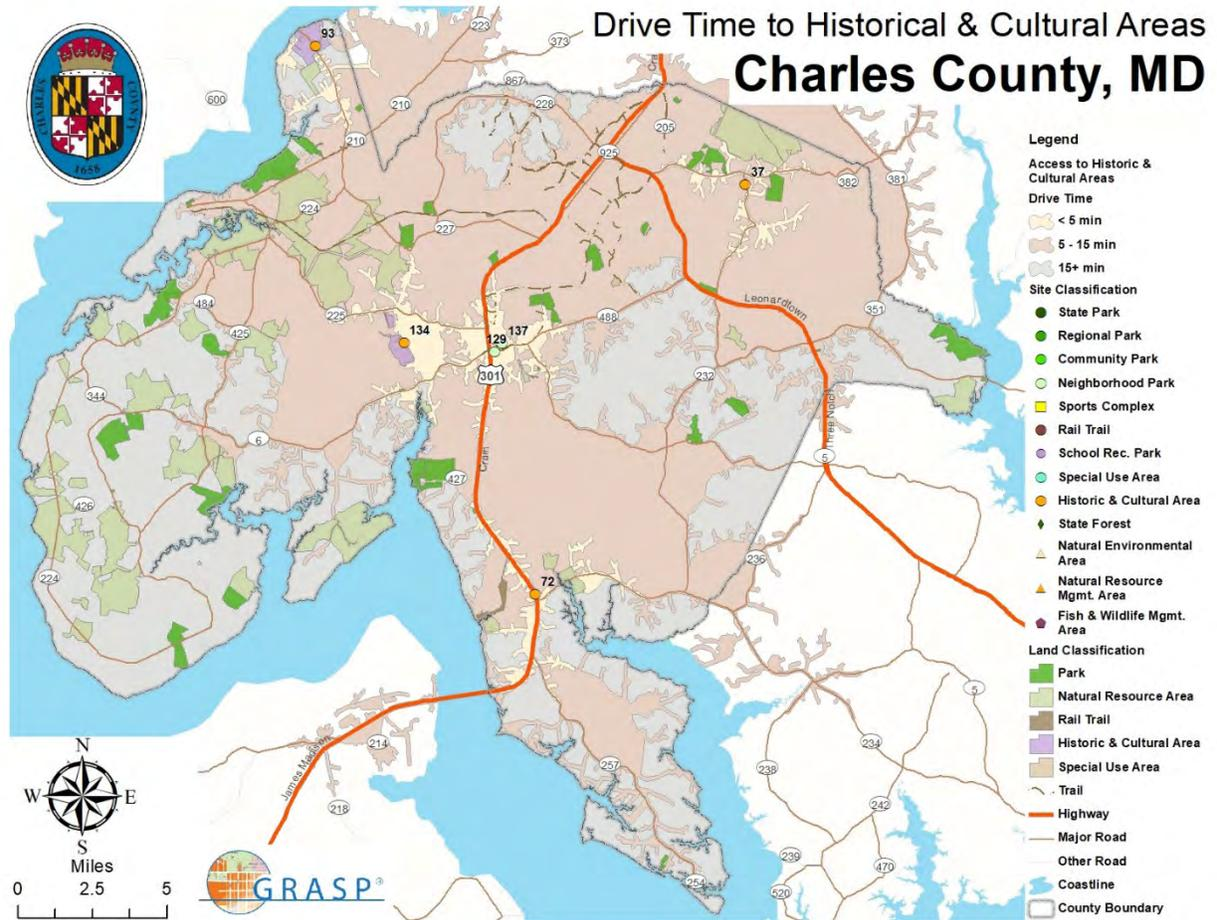 Drive Time to Historical & Cultural Areas
Charles County, MD
CHARLES COUNTY
1658
93
223
373
600
867
210
228
205
925
210
37
382
381
224
227
484
225
134
137
129
301
488
Leonardtown
351
425
232
344
6
Crain
427
Three Notch
5
426
224
236
72
James Madison
214
218
257
254
5
234
238
242
239
470
520
Legend
Access to Historic &
Cultural Areas
Drive Time
< 5 min
5 - 15 min
15+ min
Site Classification
State Park
Regional Park
Community Park
Neighborhood Park
Sports Complex
Rail Trail
School Rec. Park
Special Use Area
Historic & Cultural Area
State Forest
Natural Environmental
Area
Natural Resource
Mgmt. Area
Fish & Wildlife Mgmt.
Area
Land Classification
Park
Natural Resource Area
Rail Trail
Historic & Cultural Area
Special Use Area
Trail
Highway
Major Road
Other Road
Coastline
County Boundary
N
W E
S
Miles
0 2.5 5
GRASP®